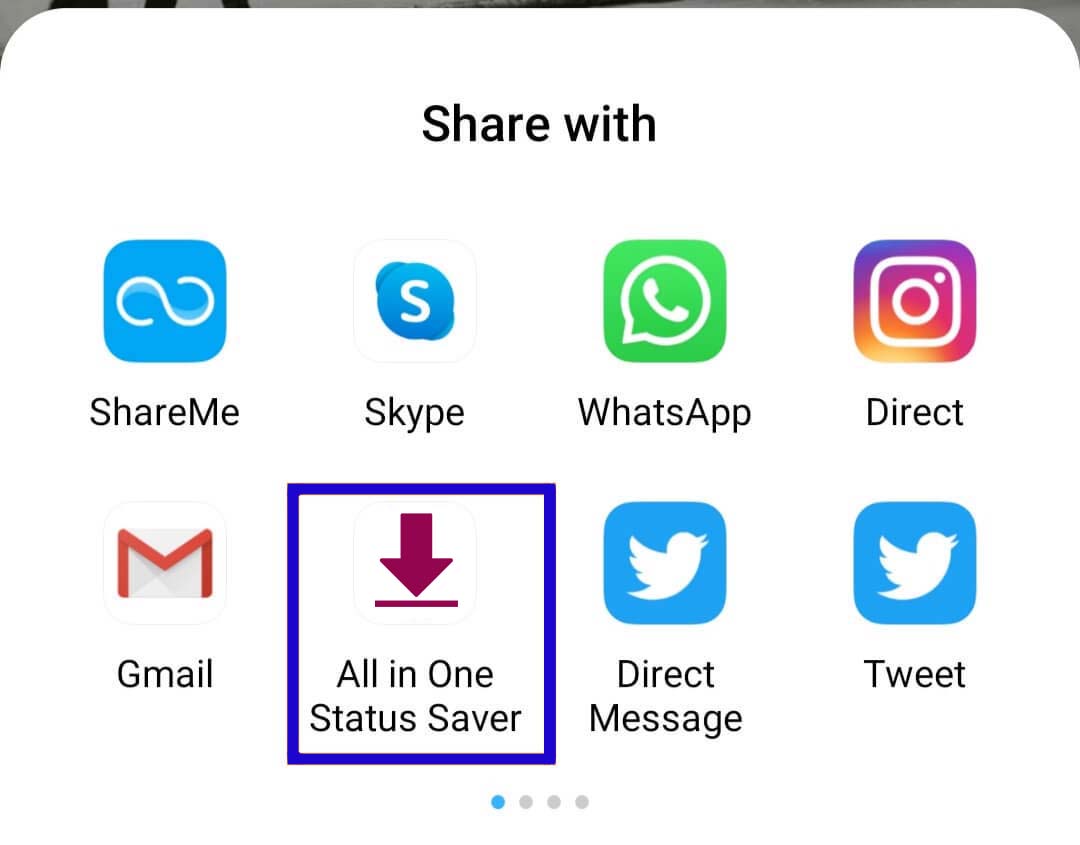 Share with
S
ShareMe
Skype
WhatsApp
Direct
Gmail
All in One
Status Saver
Direct
Message
Tweet